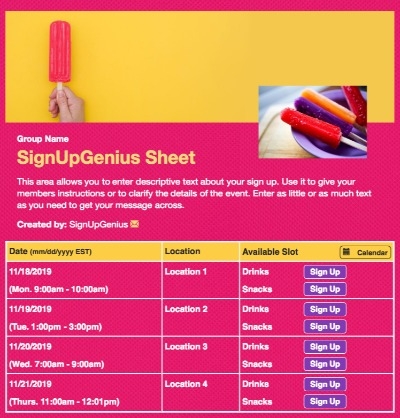 Group Name
SignUpGenius Sheet
This area allows you to enter descriptive text about your sign up. Use it to give your
members instructions or to clarify the details of the event. Enter as little or as much text
as you need to get your message across.
Created by: SignUpGenius
Date (mm/dd/yyyy EST) Location Available Slot Calendar
11/18/2019 Location 1 Drinks Sign Up
(Mon. 9:00am - 10:00am) Snacks Sign Up
11/19/2019 Location 2 Drinks Sign Up
(Tue. 1:00pm - 3:00pm) Snacks Sign Up
11/20/2019 Location 3 Drinks Sign Up
(Wed. 7:00am - 9:00am) Snacks Sign Up
11/21/2019 Location 4 Drinks Sign Up
(Thurs. 11:00am - 12:01pm) Snacks Sign Up